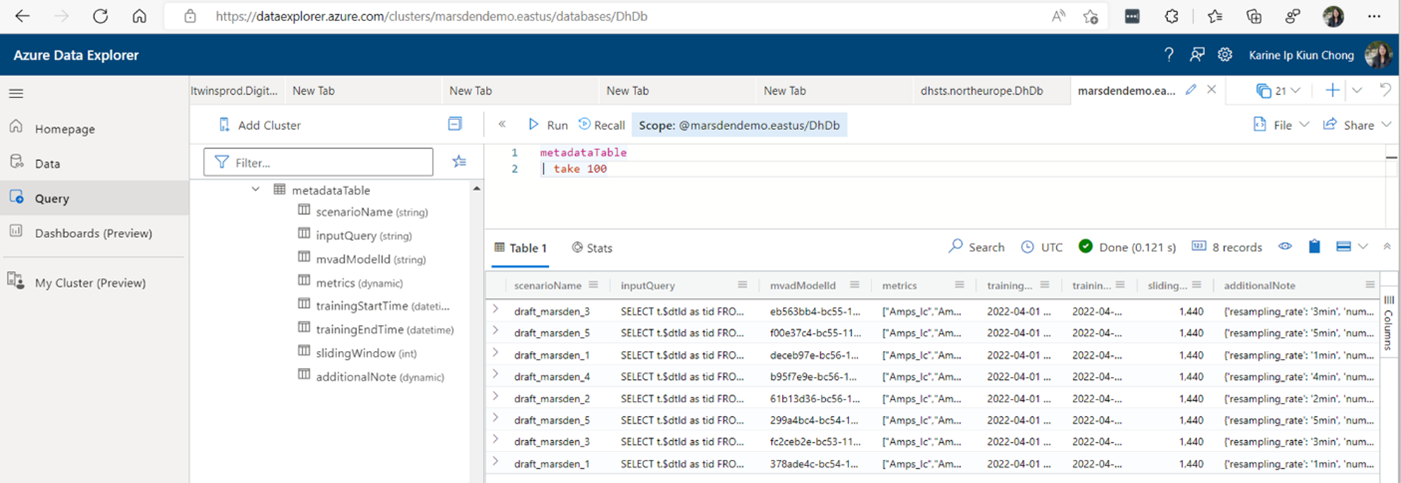 https://dataexplorer.azure.com/clusters/marsdendemo.eastus/databases/DhDb
Azure Data Explorer
Karine Ip Kiun Chong
ltwinsprod.Digit... New Tab New Tab New Tab New Tab dhsts.northeurope.DhDb marsdendemo.ea... 21
Homepage
Data
Query
Dashboards (Preview)
My Cluster (Preview)
Add Cluster
Filter...
metadataTable
scenarioName (string)
inputQuery (string)
mvadModelId (string)
metrics (dynamic)
trainingStartTime (dateti...
trainingEndTime (datetime)
slidingWindow (int)
additionalNote (dynamic)
Run Recall Scope: @marsdendemo.eastus/DhDb File Share
1 metadataTable
2 | take 100
Table 1 Stats Search UTC Done (0.121 s) 8 records
scenarioName inputQuery mvadModelId metrics training... trainin... sliding... additionalNote
draft_marsden_3 SELECT t.$dtId as tid FRO... eb563bb4-bc55-1... ["Amps_Ic","Am... 2022-04-01 ... 2022-04-... 1.440 {'resampling_rate': '3min', 'num...
draft_marsden_5 SELECT t.$dtId as tid FRO... f00e37c4-bc55-11... ["Amps_Ic","Am... 2022-04-01 ... 2022-04-... 1.440 {'resampling_rate': '5min', 'num...
draft_marsden_1 SELECT t.$dtId as tid FRO... deceb97e-bc56-1... ["Amps_Ic","Am... 2022-04-01 ... 2022-04-... 1.440 {'resampling_rate': '1min', 'num...
draft_marsden_4 SELECT t.$dtId as tid FRO... b95f7e9e-bc56-1... ["Amps_Ic","Am... 2022-04-01 ... 2022-04-... 1.440 {'resampling_rate': '4min', 'num...
draft_marsden_2 SELECT t.$dtId as tid FRO... 61b13d36-bc56-1... ["Amps_Ic","Am... 2022-04-01 ... 2022-04-... 1.440 {'resampling_rate': '2min', 'num...
draft_marsden_5 SELECT t.$dtId as tid FRO... 299a4bc4-bc54-1... ["Amps_Ic","Am... 2022-04-01 ... 2022-04-... 1.440 {'resampling_rate': '5min', 'num...
draft_marsden_3 SELECT t.$dtId as tid FRO... fc2ceb2e-bc53-11... ["Amps_Ic","Am... 2022-04-01 ... 2022-04-... 1.440 {'resampling_rate': '3min', 'num...
draft_marsden_1 SELECT t.$dtId as tid FRO... 378ade4c-bc54-1... ["Amps_Ic","Am... 2022-04-01 ... 2022-04-... 1.440 {'resampling_rate': '1min', 'num...
Columns